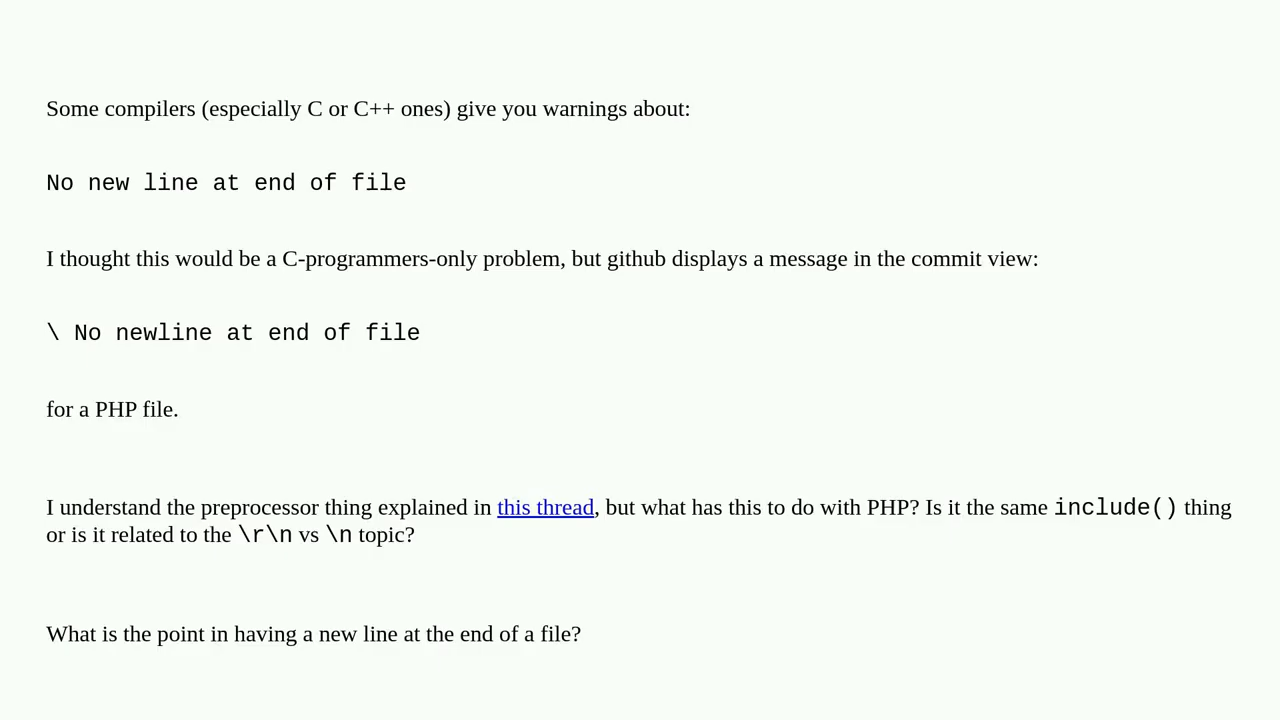 Some compilers (especially C or C++ ones) give you warnings about:
No new line at end of file
I thought this would be a C-programmers-only problem, but github displays a message in the commit view:
\ No newline at end of file
for a PHP file.
I understand the preprocessor thing explained in this thread, but what has this to do with PHP? Is it the same include() thing
or is it related to the \r\n vs \n topic?
What is the point in having a new line at the end of a file?